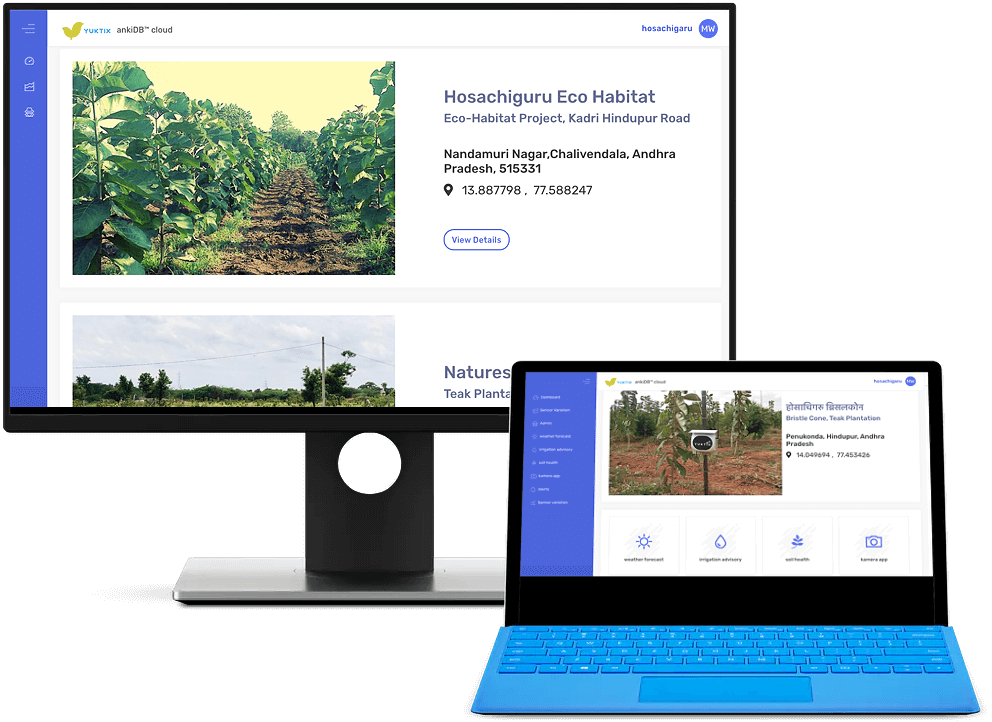 YUKTIX ankiDB™ cloud
hosachigaru MW
Hosachiguru Eco Habitat
Eco-Habitat Project, Kadri Hindupur Road
Nandamuri Nagar,Chalivendala, Andhra
Pradesh, 515331
13.887798 , 77.588247
View Details
Natures
Teak Planta
YUKTIX ankiDB™ cloud
hosachigaru MW
Dashboard
Sensor Variation
Admin
weather forecast
irrigation advisory
soil health
kamera app
alerts
Sensor variation
होसाचिगरु ब्रिसलकोन
Bristle Cone, Teak Plantation
Penukonda, Hindupur, Andhra
Pradesh
14.049694 , 77.453426
YUKTIX
weather forecast
irrigation advisory
soil health
kamera app